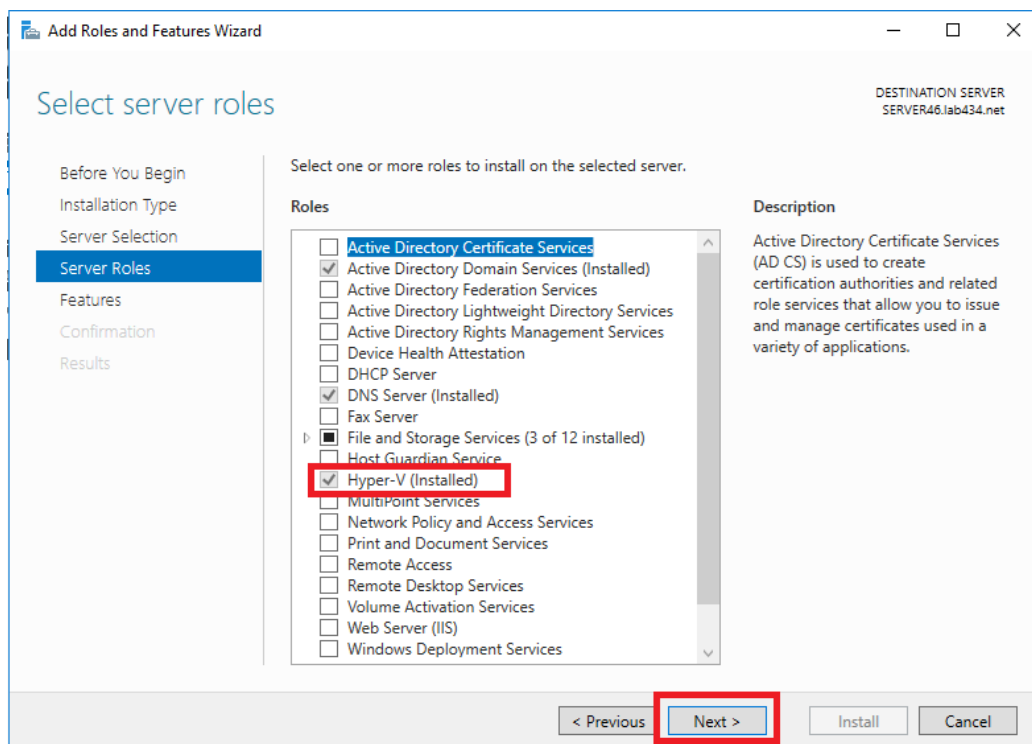 Add Roles and Features Wizard
Select server roles
DESTINATION SERVER
SERVER46.lab434.net
Before You Begin
Installation Type
Server Selection
Server Roles
Features
Confirmation
Results
Select one or more roles to install on the selected server.
Roles
Active Directory Certificate Services
Active Directory Domain Services (Installed)
Active Directory Federation Services
Active Directory Lightweight Directory Services
Active Directory Rights Management Services
Device Health Attestation
DHCP Server
DNS Server (Installed)
Fax Server
File and Storage Services (3 of 12 installed)
Host Guardian Service
Hyper-V (Installed)
MultiPoint Services
Network Policy and Access Services
Print and Document Services
Remote Access
Remote Desktop Services
Volume Activation Services
Web Server (IIS)
Windows Deployment Services
Description
Active Directory Certificate Services
(AD CS) is used to create
certification authorities and related
role services that allow you to issue
and manage certificates used in a
variety of applications.
< Previous
Next >
Install
Cancel